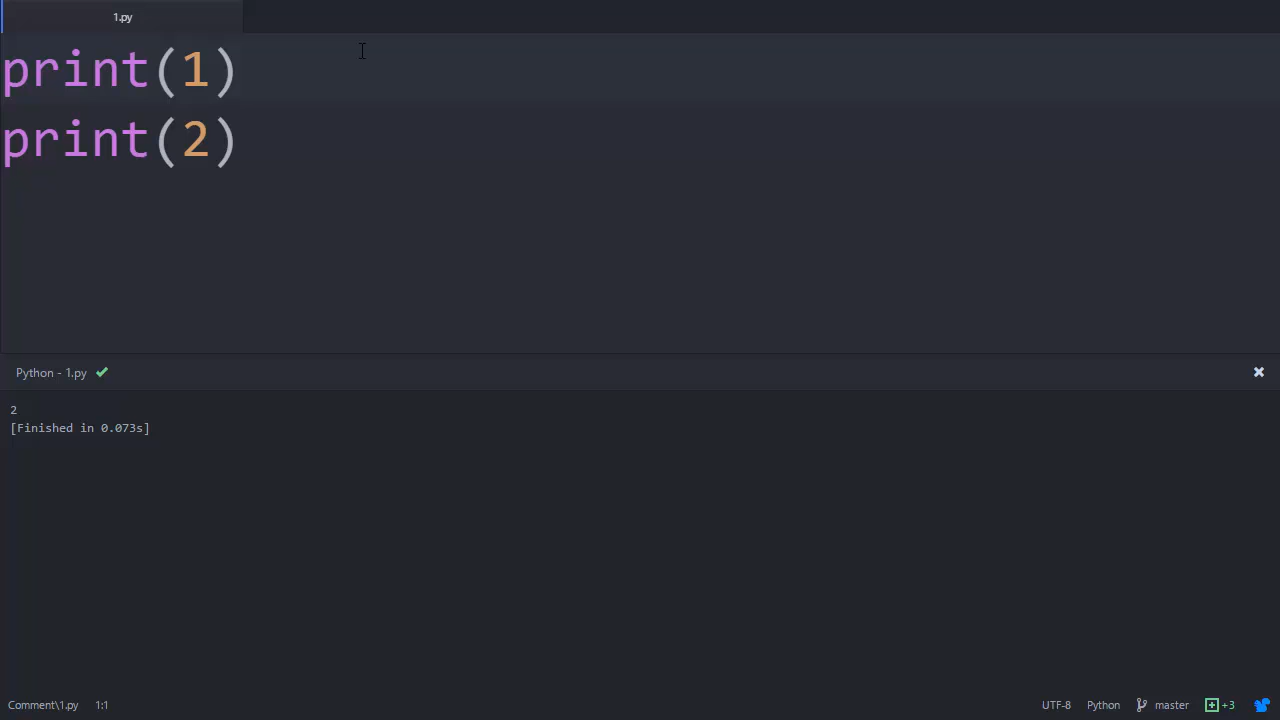 1.py
print(1)
print(2)
Python - 1.py
2
[Finished in 0.073s]
Comment\1.py 1:1 UTF-8 Python master +3